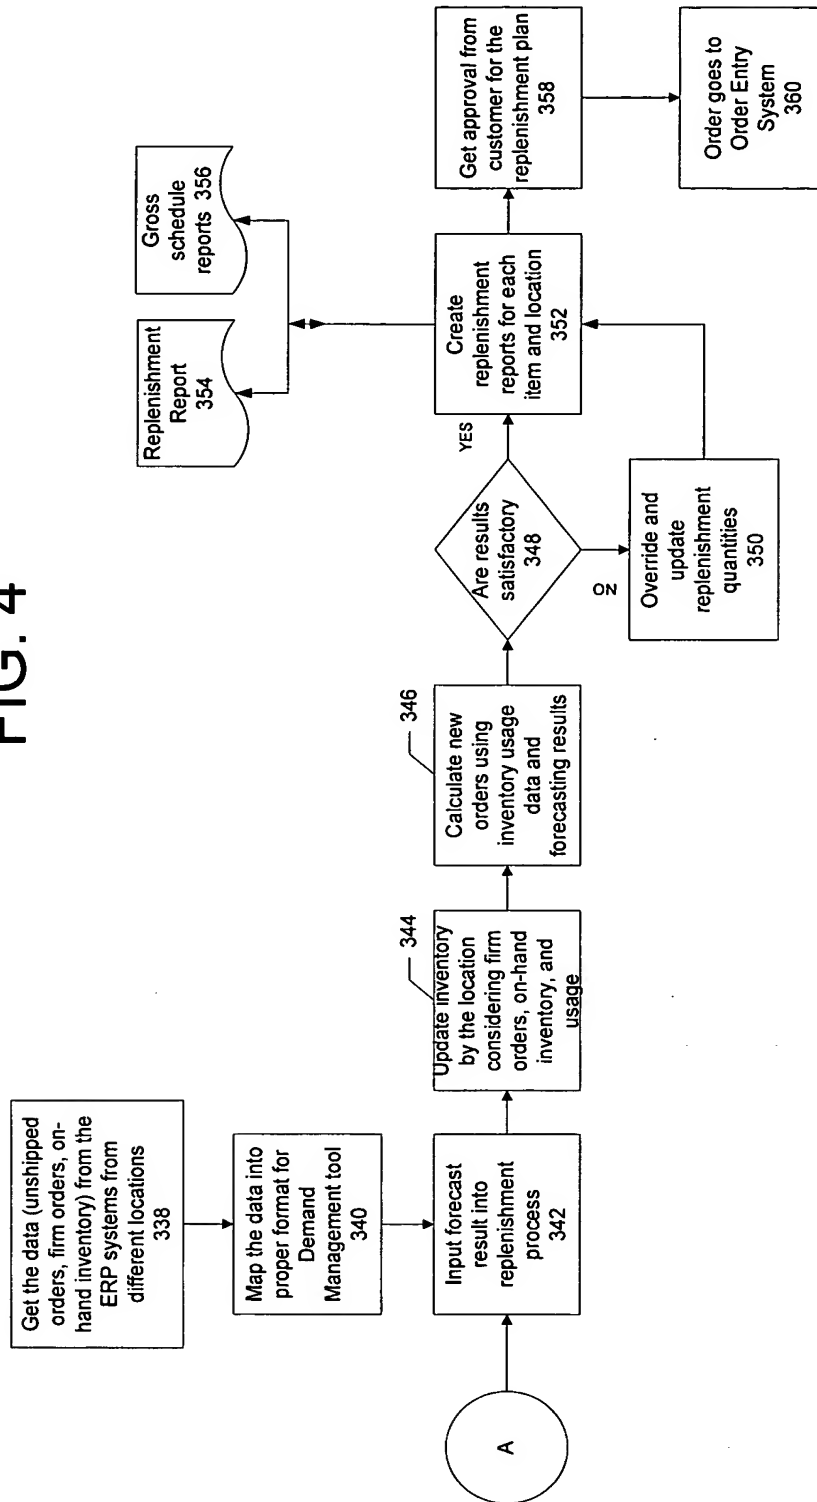 FIG. 4
Get the data (unshipped
orders, firm orders, on-
hand inventory) from the
ERP systems from
different locations
338
Map the data into
proper format for
Demand
Management tool
340
A
Input forecast
result into
replenishment
process
342
344
Update inventory
by the location
considering firm
orders, on-hand
inventory, and
usage
346
Calculate new
orders using
inventory usage
data and
forecasting results
Are results
satisfactory
348
YES
ON
Override and
update
replenishment
quantities
350
Create
replenishment
reports for each
item and location
352
Replenishment
Report
354
Gross
schedule
reports 356
Get approval from
customer for the
replenishment plan
358
Order goes to
Order Entry
System
360